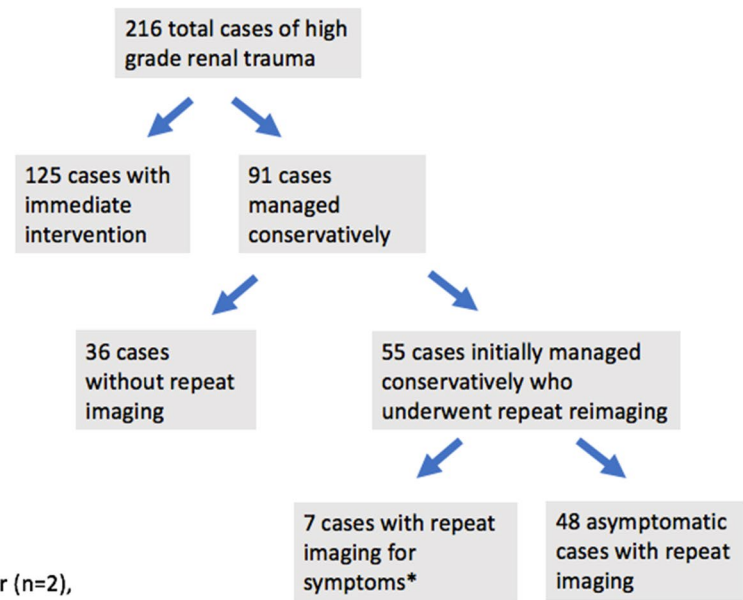 216 total cases of high
grade renal trauma
125 cases with
immediate
intervention
91 cases
managed
conservatively
36 cases
without repeat
imaging
55 cases initially managed
conservatively who
underwent repeat reimaging
7 cases with repeat
imaging for
symptoms*
48 asymptomatic
cases with repeat
imaging
r (n=2),